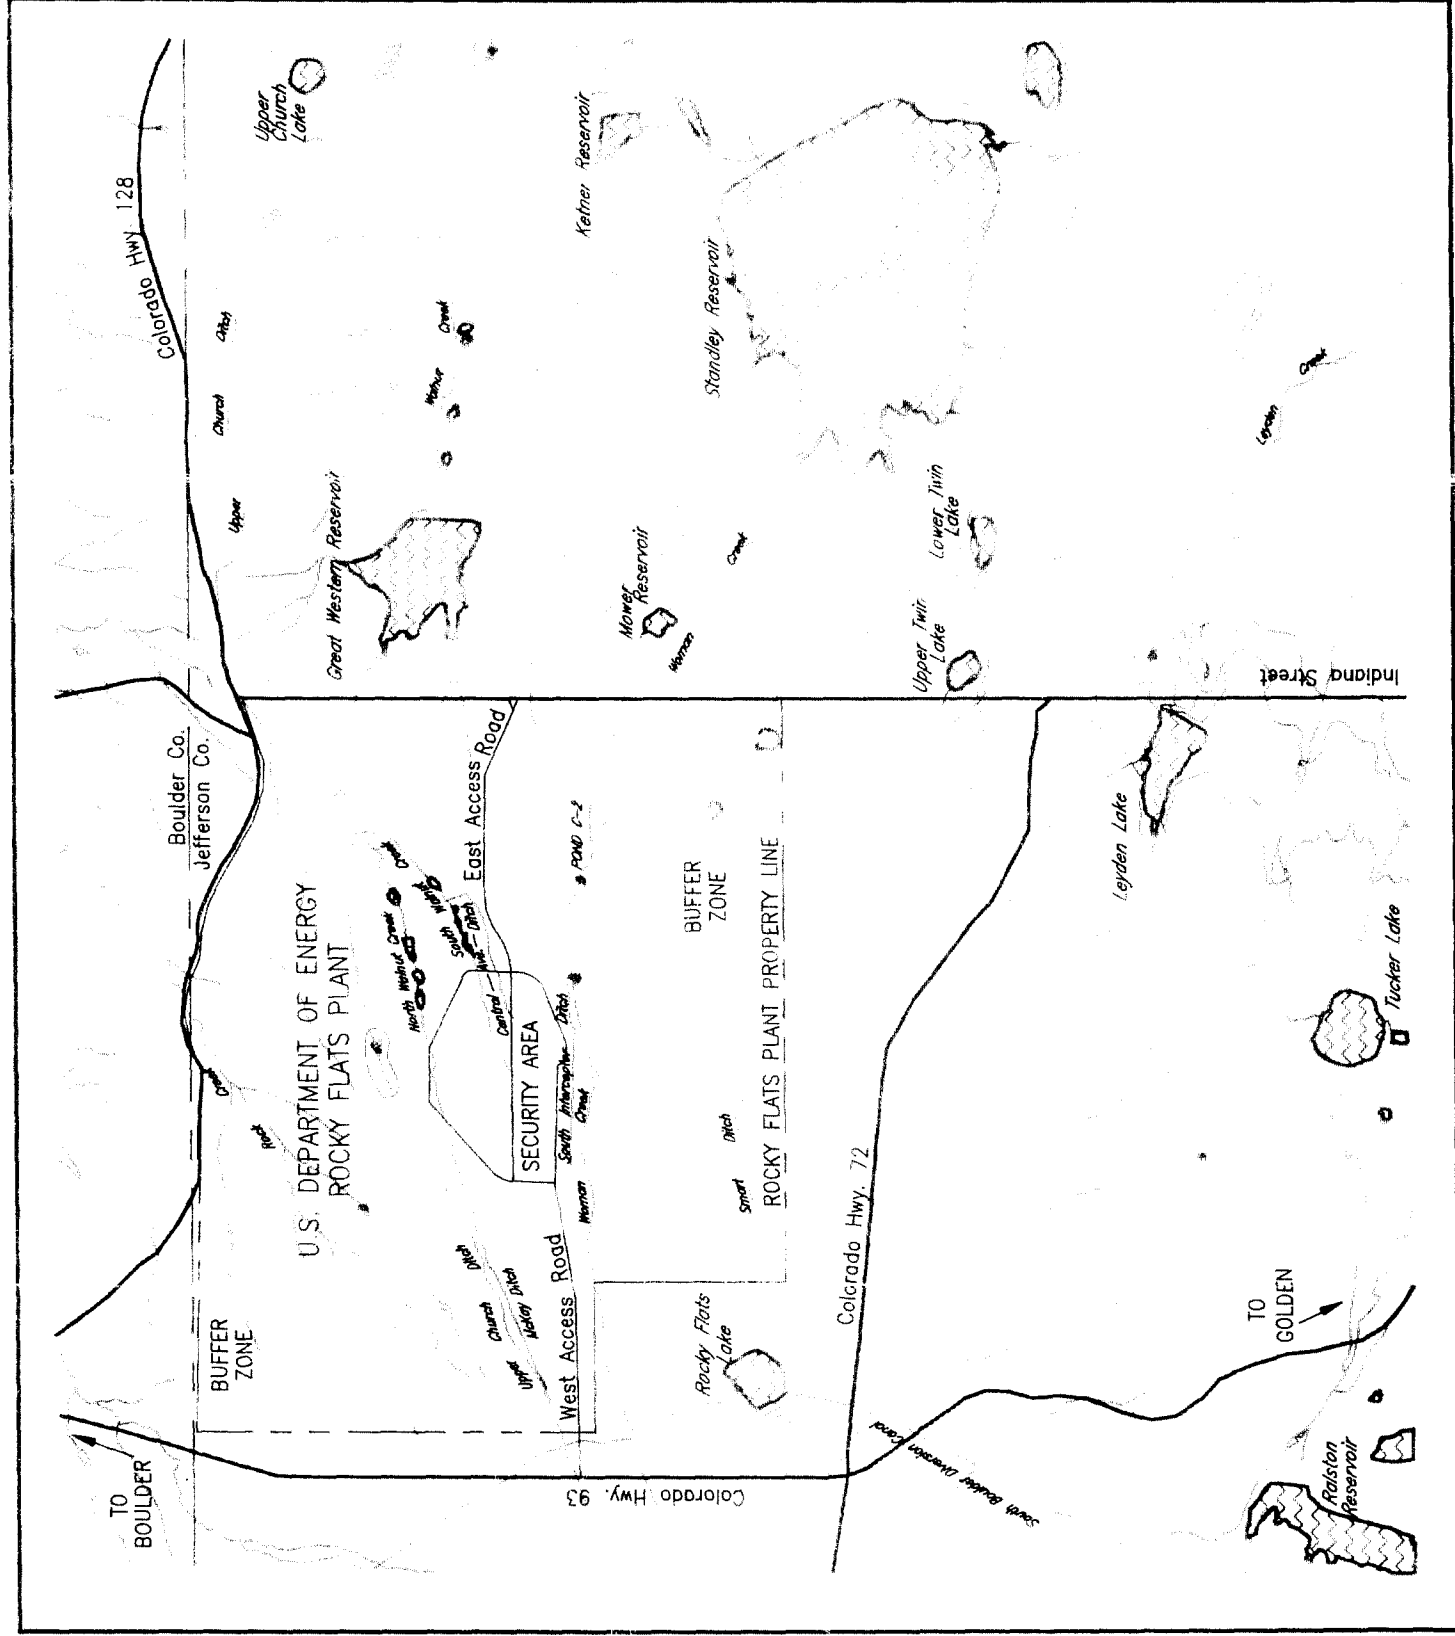 TO
BOULDER
Boulder Co.
Jefferson Co.
Colorado Hwy. 128
Upper
Church
Lake
Upper
Church
Ditch
BUFFER
ZONE
Rock
Creek
U.S. DEPARTMENT OF ENERGY
ROCKY FLATS PLANT
Great Western Reservoir
Walnut
Creek
North Walnut Creek
South Walnut
Creek
Central Ave. Ditch
East Access Road
Upper
Church
Ditch
McKay Ditch
SECURITY AREA
West Access Road
South Interceptor Ditch
Woman
Creek
POND C-2
Mower
Reservoir
Woman
Creek
Ketner Reservoir
Standley Reservoir
Colorado Hwy. 93
Rocky Flats
Lake
Smart
Ditch
BUFFER
ZONE
ROCKY FLATS PLANT PROPERTY LINE
Upper Twin
Lake
Lower Twin
Lake
Colorado Hwy. 72
South Boulder Diversion Canal
Leyden Lake
Leyden
Creek
Indiana Street
TO
GOLDEN
Ralston
Reservoir
Tucker Lake